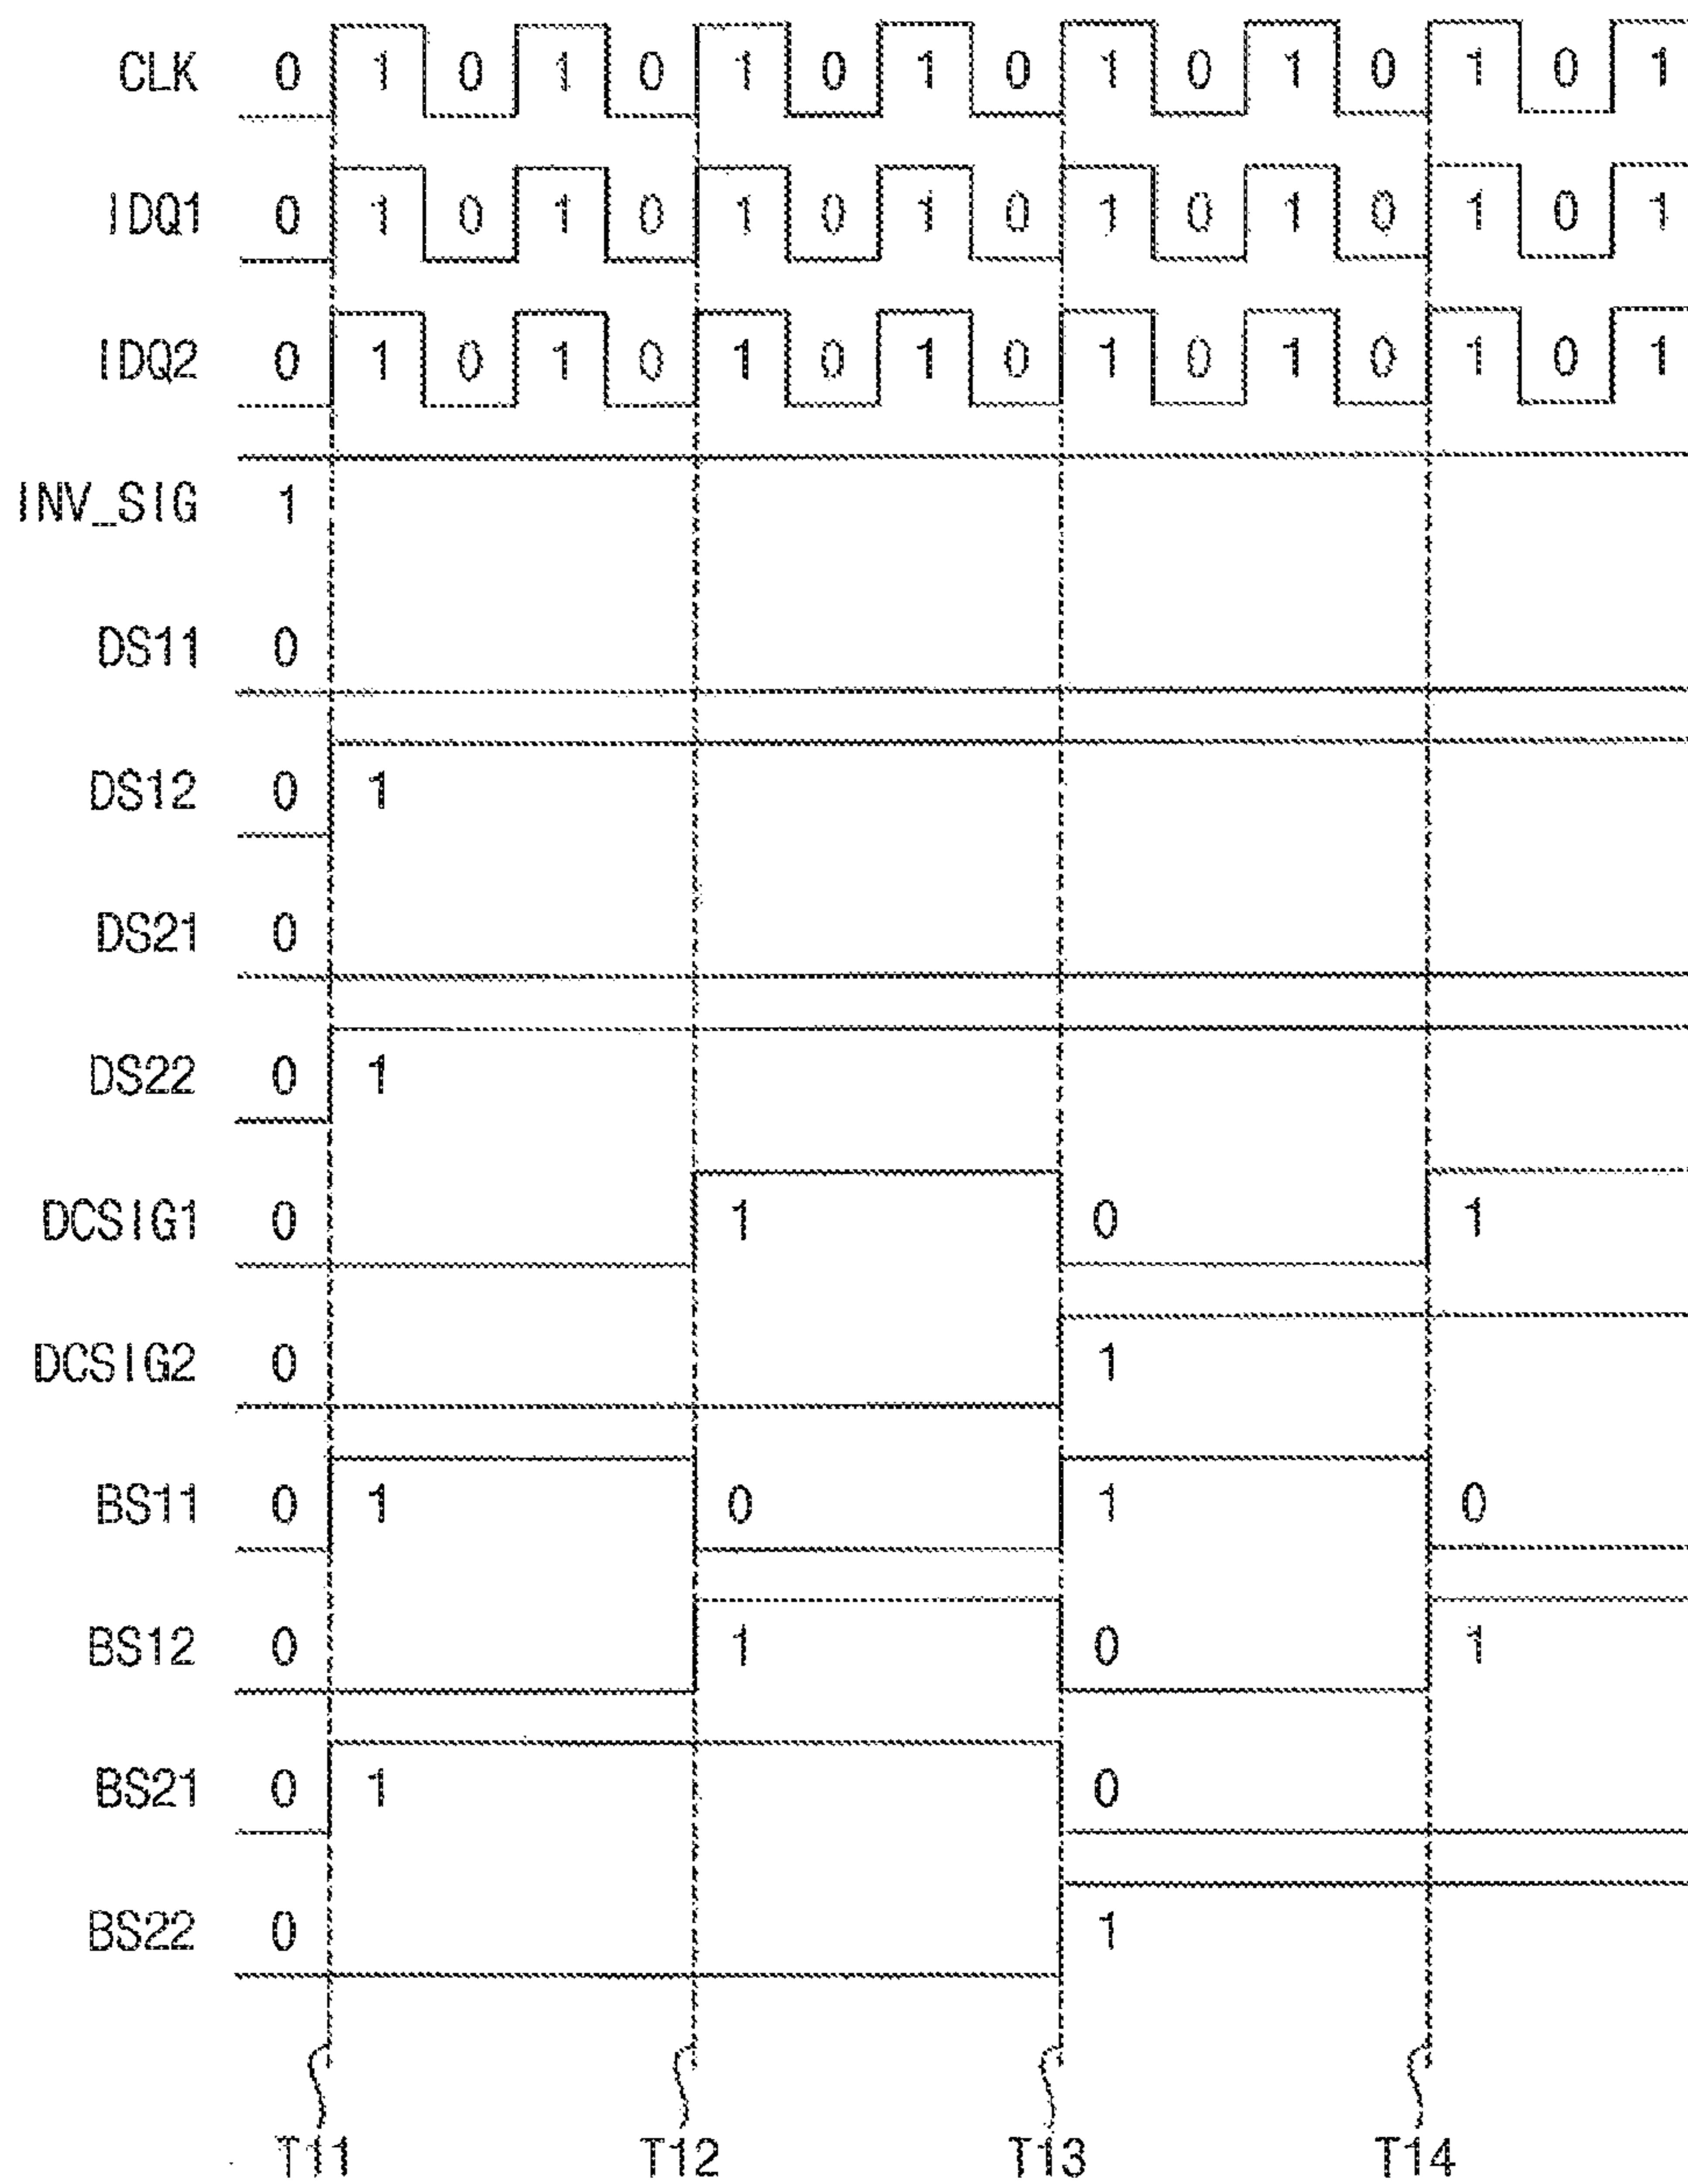 CLK 0 1 0 1 0 1 0 1 0 1 0 1 0 1 0 1
IDQ1 0 1 0 1 0 1 0 1 0 1 0 1 0 1 0 1
IDQ2 0 1 0 1 0 1 0 1 0 1 0 1 0 1 0 1
INV_SIG 1
DS11 0
DS12 0 1
DS21 0
DS22 0 1
DCSIG1 0 1 0 1
DCSIG2 0 1
BS11 0 1 0 1 0
BS12 0 1 0 1
BS21 0 1 0
BS22 0 1
T11 T12 T13 T14